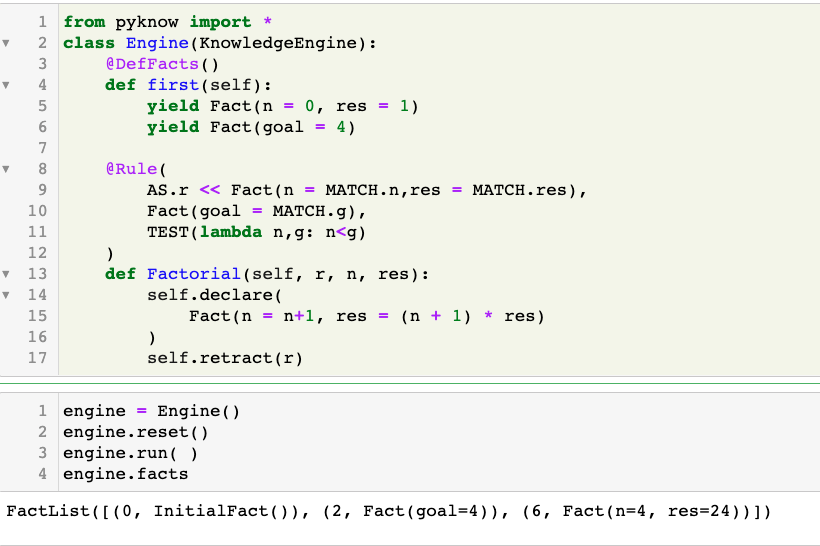 1 from pyknow import *
2 class Engine(KnowledgeEngine):
3     @DefFacts()
4     def first(self):
5         yield Fact(n = 0, res = 1)
6         yield Fact(goal = 4)
7
8     @Rule(
9         AS.r << Fact(n = MATCH.n,res = MATCH.res),
10         Fact(goal = MATCH.g),
11         TEST(lambda n,g: n<g)
12     )
13     def Factorial(self, r, n, res):
14         self.declare(
15             Fact(n = n+1, res = (n + 1) * res)
16         )
17         self.retract(r)
1 engine = Engine()
2 engine.reset()
3 engine.run( )
4 engine.facts
FactList([(0, InitialFact()), (2, Fact(goal=4)), (6, Fact(n=4, res=24))])